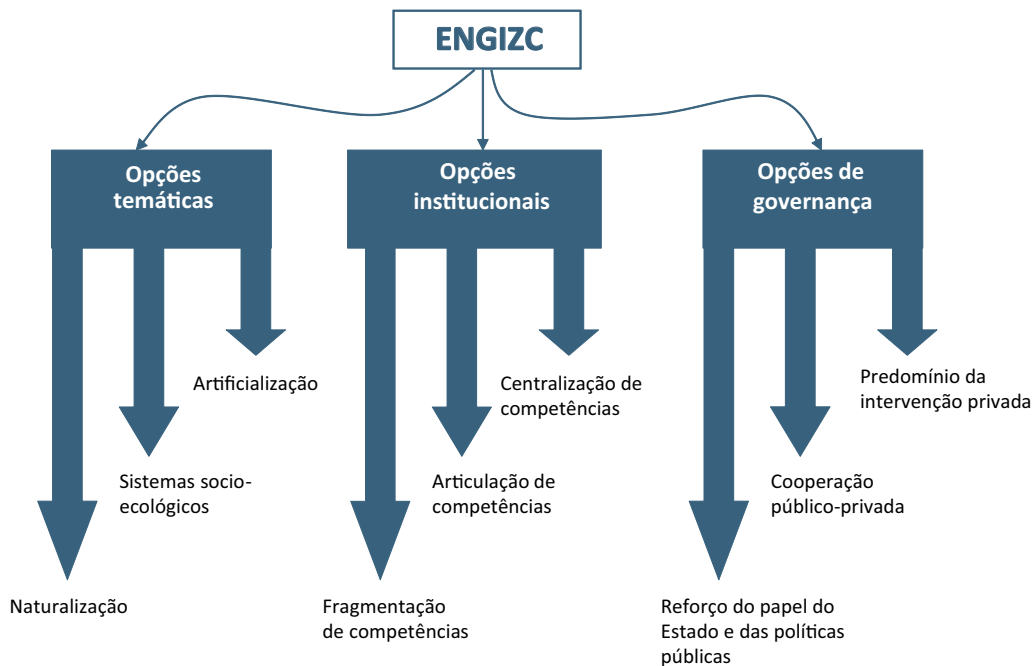 ENGIZC
Opções
temáticas
Opções
institucionais
Opções de
governança
Artificialização
Sistemas socio-
ecológicos
Naturalização
Centralização de
competências
Articulação de
competências
Fragmentação
de competências
Predomínio da
intervenção privada
Cooperação
público-privada
Reforço do papel do
Estado e das políticas
públicas